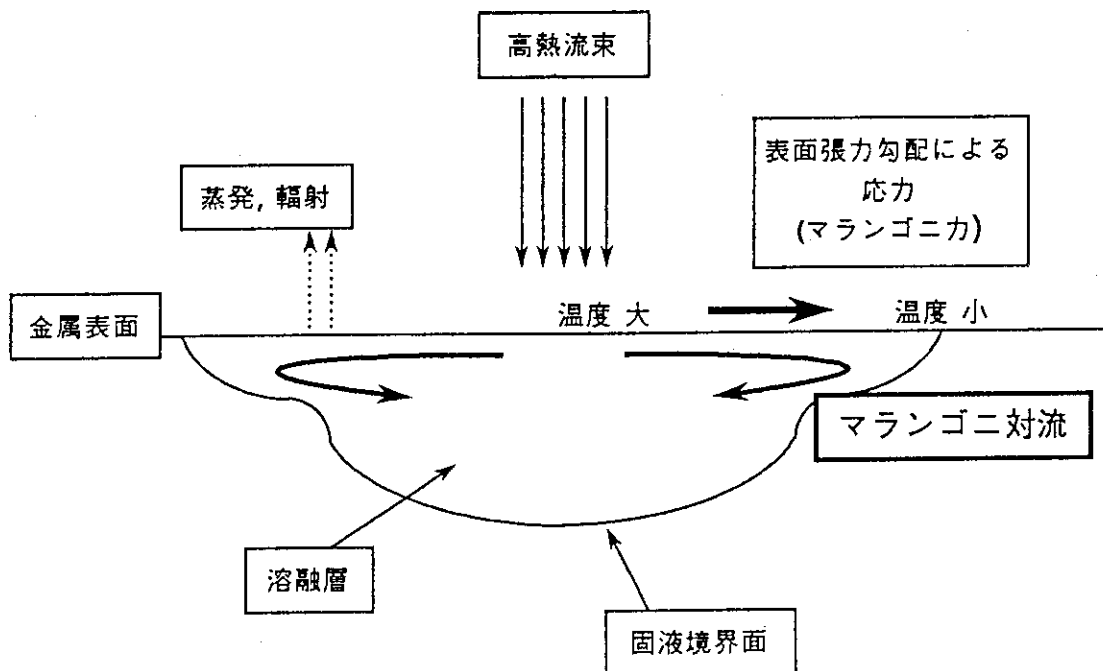 高熱流束
表面張力勾配による
応力
(マランゴニ力)
蒸発, 輻射
金属表面
温度 大
温度 小
マランゴニ対流
溶融層
固液境界面